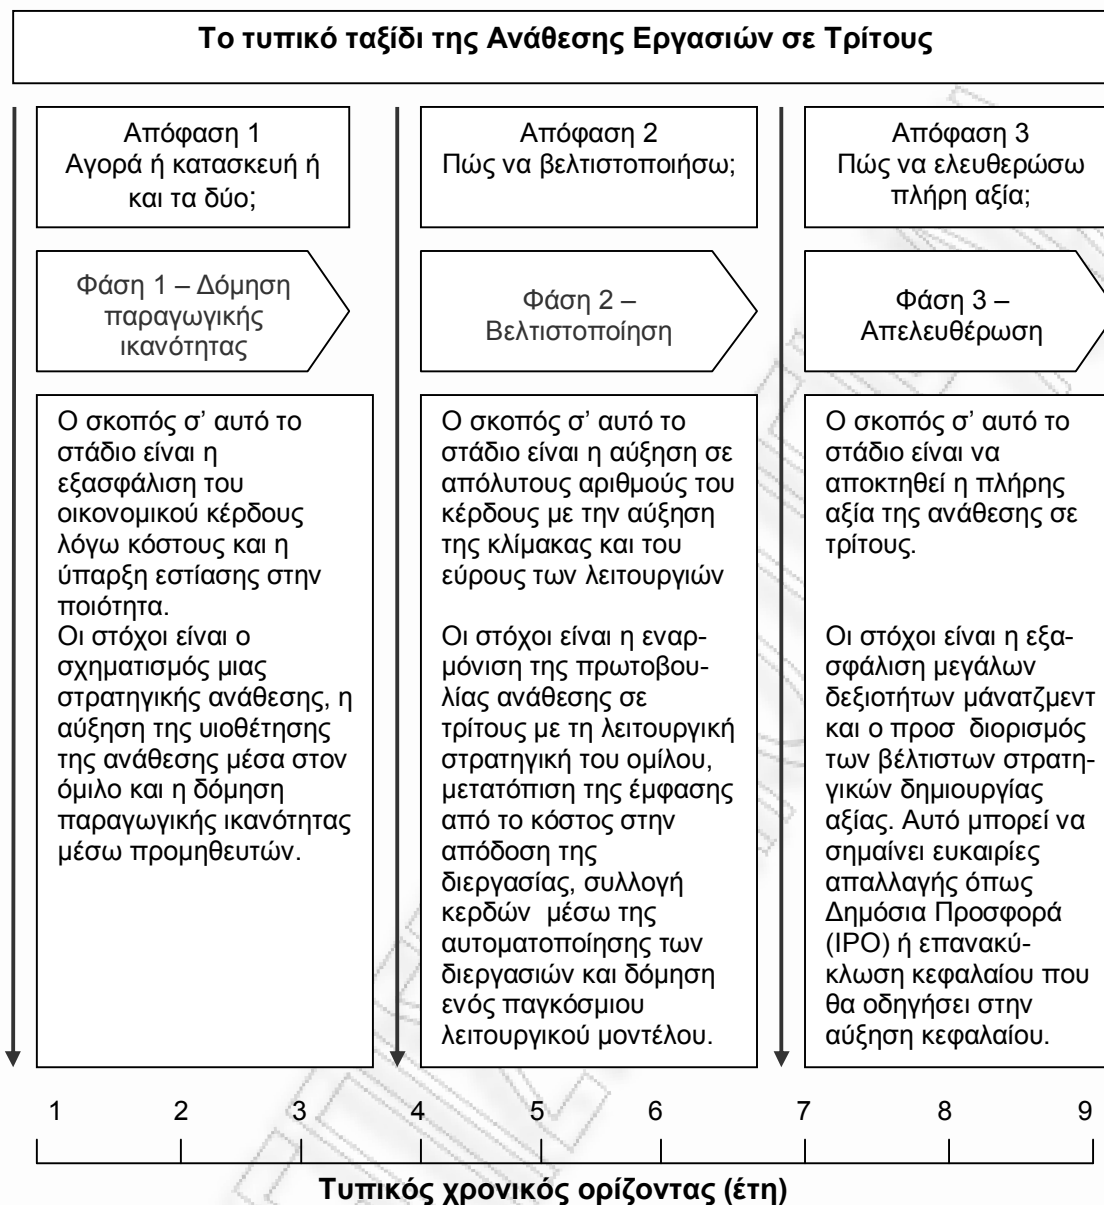 Το τυπικό ταξίδι της Ανάθεσης Εργασιών σε Τρίτους
Απόφαση 1
Αγορά ή κατασκευή ή
και τα δύο;
Απόφαση 2
Πώς να βελτιστοποιήσω;
Απόφαση 3
Πώς να ελευθερώσω
πλήρη αξία;
Φάση 1 – Δόμηση
παραγωγικής
ικανότητας
Φάση 2 –
Βελτιστοποίηση
Φάση 3 –
Απελευθέρωση
Ο σκοπός σ’ αυτό το
στάδιο είναι η
εξασφάλιση του
οικονομικού κέρδους
λόγω κόστους και η
ύπαρξη εστίασης στην
ποιότητα.
Οι στόχοι είναι ο
σχηματισμός μιας
στρατηγικής ανάθεσης, η
αύξηση της υιοθέτησης
της ανάθεσης μέσα στον
όμιλο και η δόμηση
παραγωγικής ικανότητας
μέσω προμηθευτών.
Ο σκοπός σ’ αυτό το
στάδιο είναι η αύξηση σε
απόλυτους αριθμούς του
κέρδους με την αύξηση
της κλίμακας και του
εύρους των λειτουργιών
Οι στόχοι είναι η εναρ-
μόνιση της πρωτοβου-
λίας ανάθεσης σε
τρίτους με τη λειτουργική
στρατηγική του ομίλου,
μετατόπιση της έμφασης
από το κόστος στην
απόδοση της
διεργασίας, συλλογή
κερδών μέσω της
αυτοματοποίησης των
διεργασιών και δόμηση
ενός παγκόσμιου
λειτουργικού μοντέλου.
Ο σκοπός σ’ αυτό το
στάδιο είναι να
αποκτηθεί η πλήρης
αξία της ανάθεσης σε
τρίτους.
Οι στόχοι είναι η εξα-
σφάλιση μεγάλων
δεξιοτήτων μάνατζμεντ
και ο προσ διορισμός
των βέλτιστων στρατη-
γικών δημιουργίας
αξίας. Αυτό μπορεί να
σημαίνει ευκαιρίες
απαλλαγής όπως
Δημόσια Προσφορά
(IPO) ή επανακύ-
κλωση κεφαλαίου που
θα οδηγήσει στην
αύξηση κεφαλαίου.
1 2 3 4 5 6 7 8 9
Τυπικός χρονικός ορίζοντας (έτη)